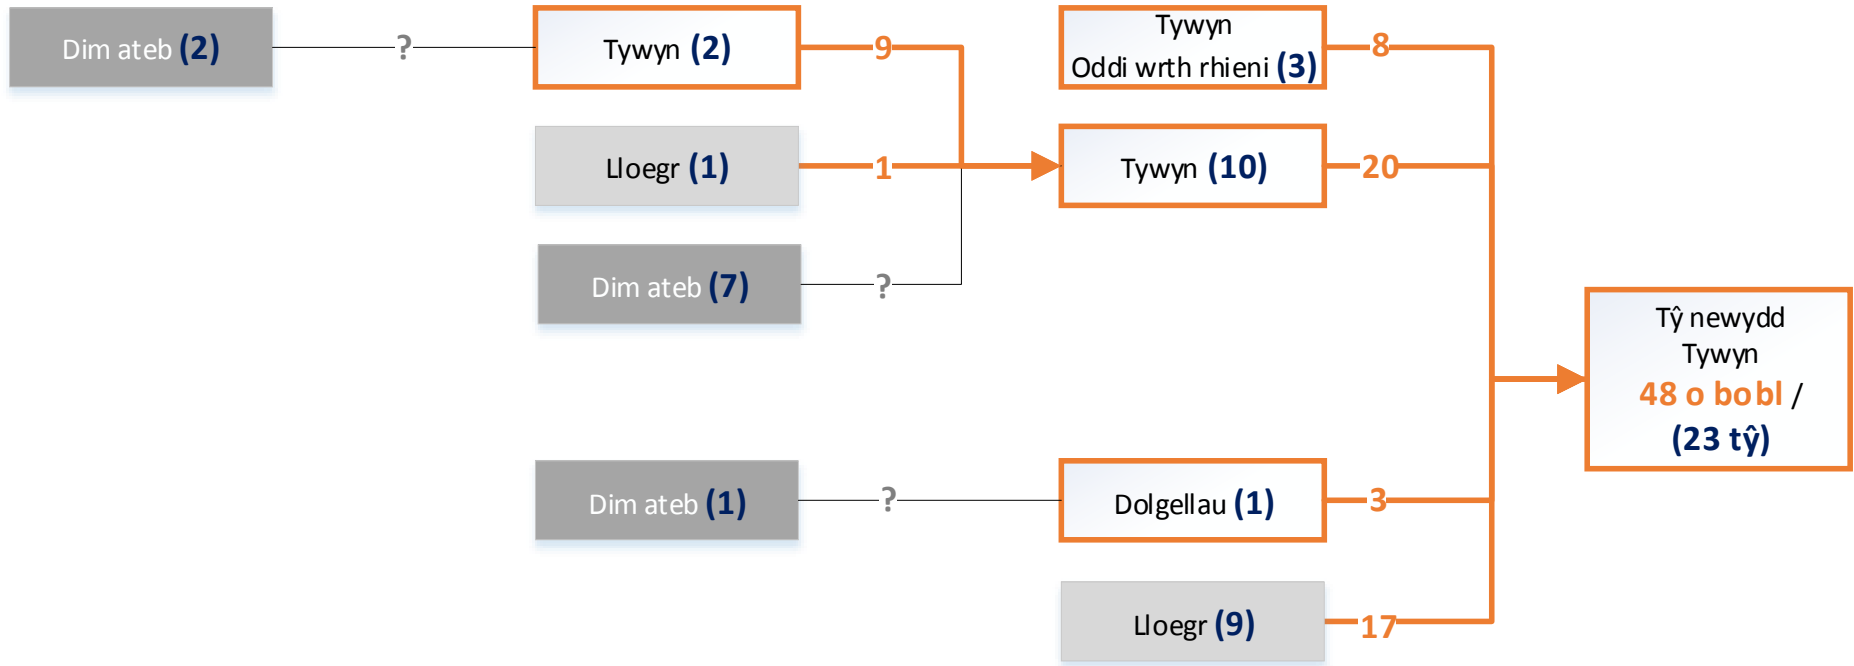 Dim ateb (2)
?
Tywyn (2)
9
Tywyn
Oddi wrth rhieni (3)
8
Lloegr (1)
1
Tywyn (10)
20
Dim ateb (7)
?
Tŷ newydd
Tywyn
48 o bobl /
(23 tŷ)
Dim ateb (1)
?
Dolgellau (1)
3
Lloegr (9)
17